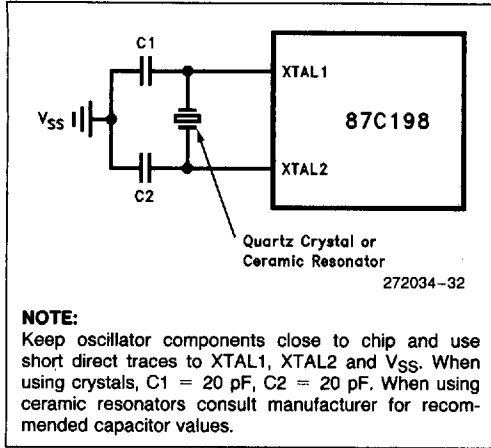 C1
XTAL1
87C198
VSS
XTAL2
C2
Quartz Crystal or
Ceramic Resonator
272034-32
NOTE:
Keep oscillator components close to chip and use
short direct traces to XTAL1, XTAL2 and VSS. When
using crystals, C1 = 20 pF, C2 = 20 pF. When using
ceramic resonators consult manufacturer for recom-
mended capacitor values.